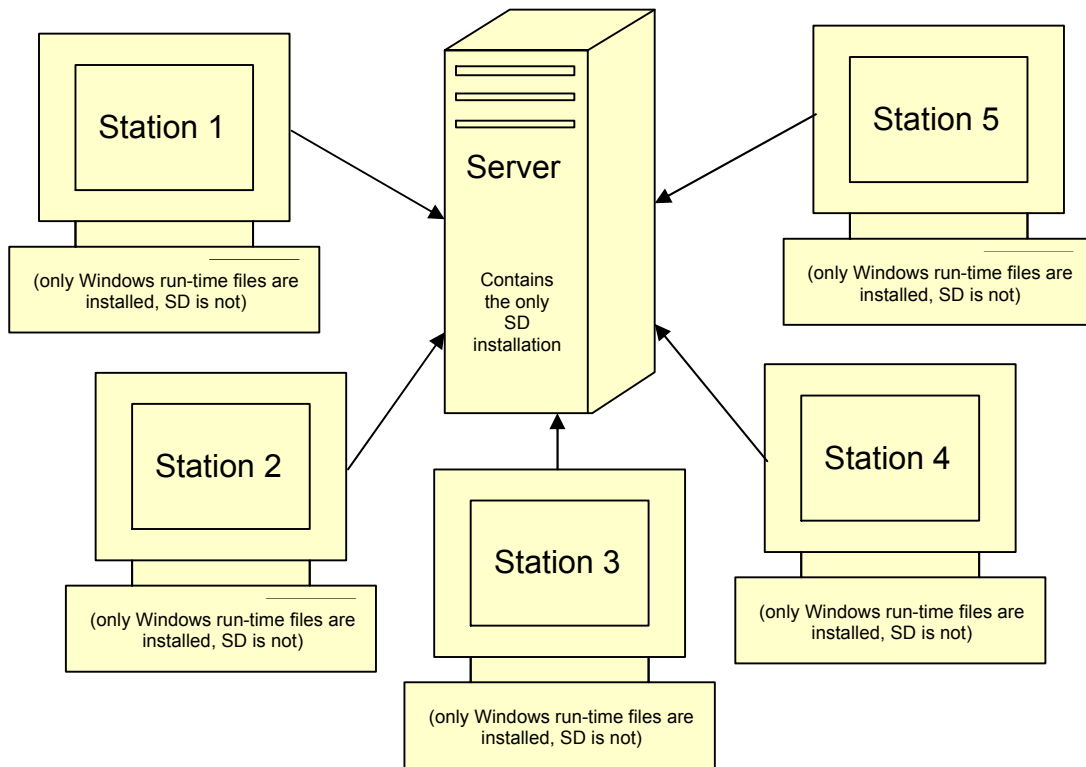 Station 1
(only Windows run-time files are
installed, SD is not)
Server
Contains
the only
SD
installation
Station 5
(only Windows run-time files are
installed, SD is not)
Station 2
(only Windows run-time files are
installed, SD is not)
Station 3
(only Windows run-time files are
installed, SD is not)
Station 4
(only Windows run-time files are
installed, SD is not)